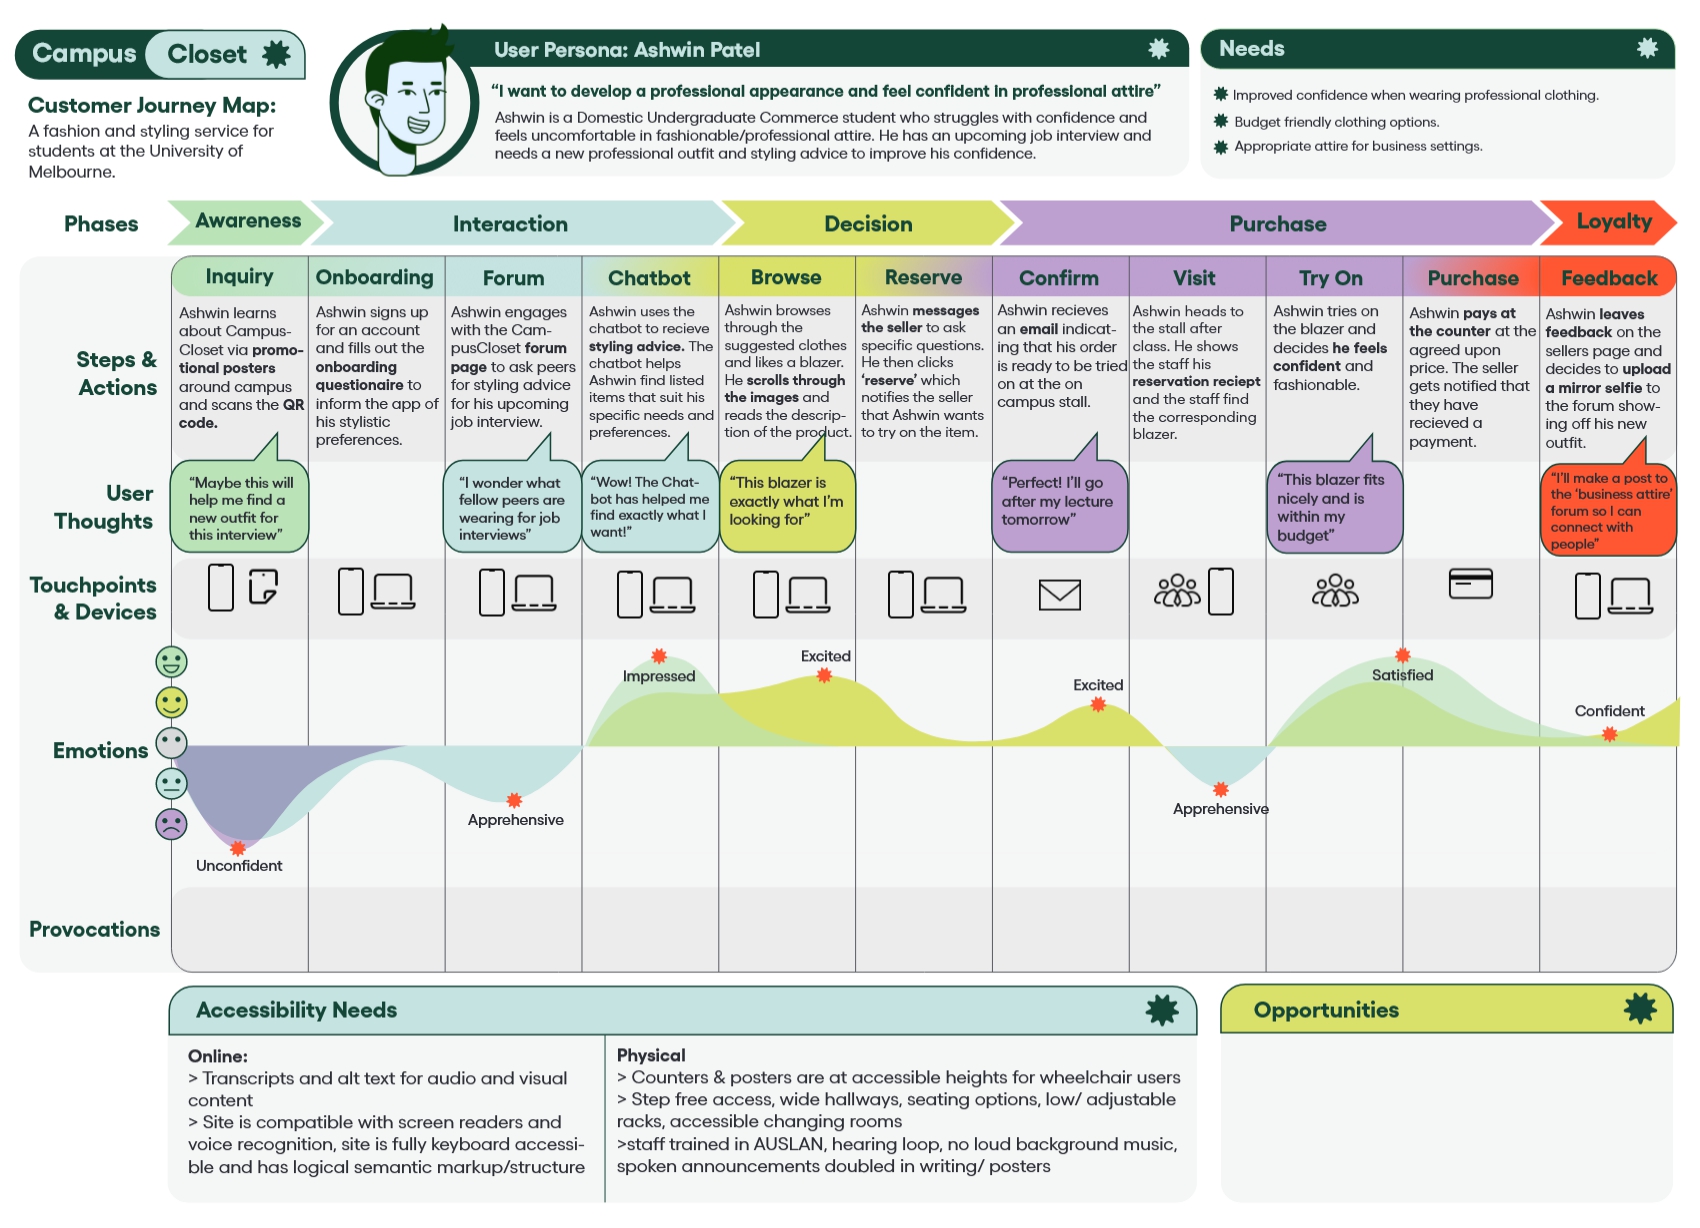 Campus Closet
Customer Journey Map:
A fashion and styling service for
students at the University of
Melbourne.
User Persona: Ashwin Patel
“I want to develop a professional appearance and feel confident in professional attire”
Ashwin is a Domestic Undergraduate Commerce student who struggles with confidence and
feels uncomfortable in fashionable/professional attire. He has an upcoming job interview and
needs a new professional outfit and styling advice to improve his confidence.
Needs
Improved confidence when wearing professional clothing.
Budget friendly clothing options.
Appropriate attire for business settings.
Phases
Awareness
Interaction
Decision
Purchase
Loyalty
Inquiry
Onboarding
Forum
Chatbot
Browse
Reserve
Confirm
Visit
Try On
Purchase
Feedback
Steps &
Actions
Ashwin learns
about Campus-
Closet via promo-
tional posters
around campus
and scans the QR
code.
Ashwin signs up
for an account
and fills out the
onboarding
questionaire to
inform the app of
his stylistic
preferences.
Ashwin engages
with the Cam-
pusCloset forum
page to ask peers
for styling advice
for his upcoming
job interview.
Ashwin uses the
chatbot to recieve
styling advice. The
chatbot helps
Ashwin find listed
items that suit his
specific needs and
preferences.
Ashwin browses
through the
suggested clothes
and likes a blazer.
He scrolls through
the images and
reads the descrip-
tion of the product.
Ashwin messages
the seller to ask
specific questions.
He then clicks
‘reserve’ which
notifies the seller
that Ashwin wants
to try on the item.
Ashwin recieves
an email indicat-
ing that his order
is ready to be tried
on at the on
campus stall.
Ashwin heads to
the stall after
class. He shows
the staff his
reservation reciept
and the staff find
the corresponding
blazer.
Ashwin tries on
the blazer and
decides he feels
confident and
fashionable.
Ashwin pays at
the counter at the
agreed upon
price. The seller
gets notified that
they have
recieved a
payment.
Ashwin leaves
feedback on the
sellers page and
decides to upload
a mirror selfie to
the forum show-
ing off his new
outfit.
User
Thoughts
“Maybe this will
help me find a
new outfit for
this interview”
“I wonder what
fellow peers are
wearing for job
interviews”
“Wow! The Chat-
bot has helped me
find exactly what I
want!”
“This blazer is
exactly what I’m
looking for”
“Perfect! I’ll go
after my lecture
tomorrow”
“This blazer fits
nicely and is
within my
budget”
“I’ll make a post to
the ‘business attire’
forum so I can
connect with
people”
Touchpoints
& Devices
Emotions
Unconfident
Apprehensive
Impressed
Excited
Excited
Apprehensive
Satisfied
Confident
Provocations
Accessibility Needs
Online:
> Transcripts and alt text for audio and visual
content
> Site is compatible with screen readers and
voice recognition, site is fully keyboard accessi-
ble and has logical semantic markup/structure
Physical
> Counters & posters are at accessible heights for wheelchair users
> Step free access, wide hallways, seating options, low/ adjustable
racks, accessible changing rooms
>staff trained in AUSLAN, hearing loop, no loud background music,
spoken announcements doubled in writing/ posters
Opportunities